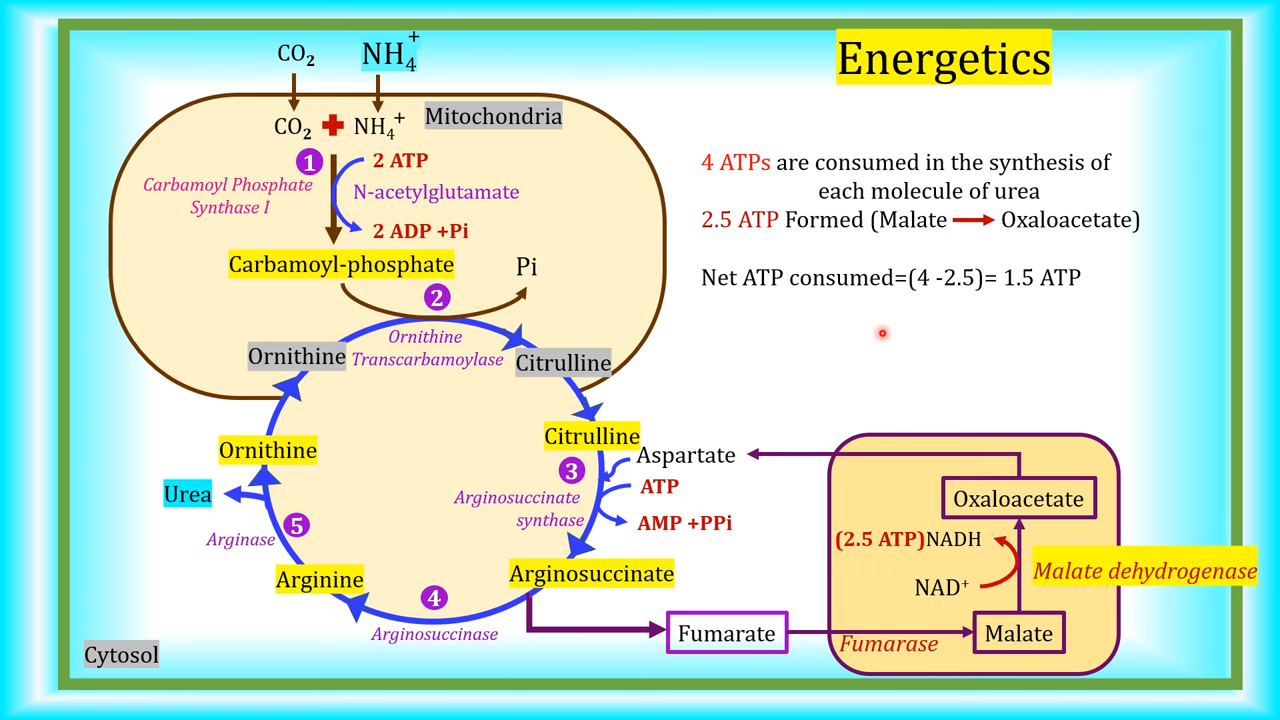 Energetics
CO₂ NH₄⁺
Mitochondria
CO₂ + NH₄⁺
1
2 ATP
Carbamoyl Phosphate
Synthase I
N-acetylglutamate
2 ADP +Pi
Carbamoyl-phosphate
Pi
2
Ornithine
Transcarbamoylase
Ornithine
Citrulline
Citrulline
3
Aspartate
ATP
Arginosuccinate
synthase
AMP +PPi
Arginosuccinate
4
Arginosuccinase
Arginine
5
Arginase
Urea
Ornithine
Cytosol
4 ATPs are consumed in the synthesis of
each molecule of urea
2.5 ATP Formed (Malate → Oxaloacetate)
Net ATP consumed=(4 -2.5)= 1.5 ATP
Oxaloacetate
(2.5 ATP)NADH
Malate dehydrogenase
NAD⁺
Fumarate
Fumarase
Malate